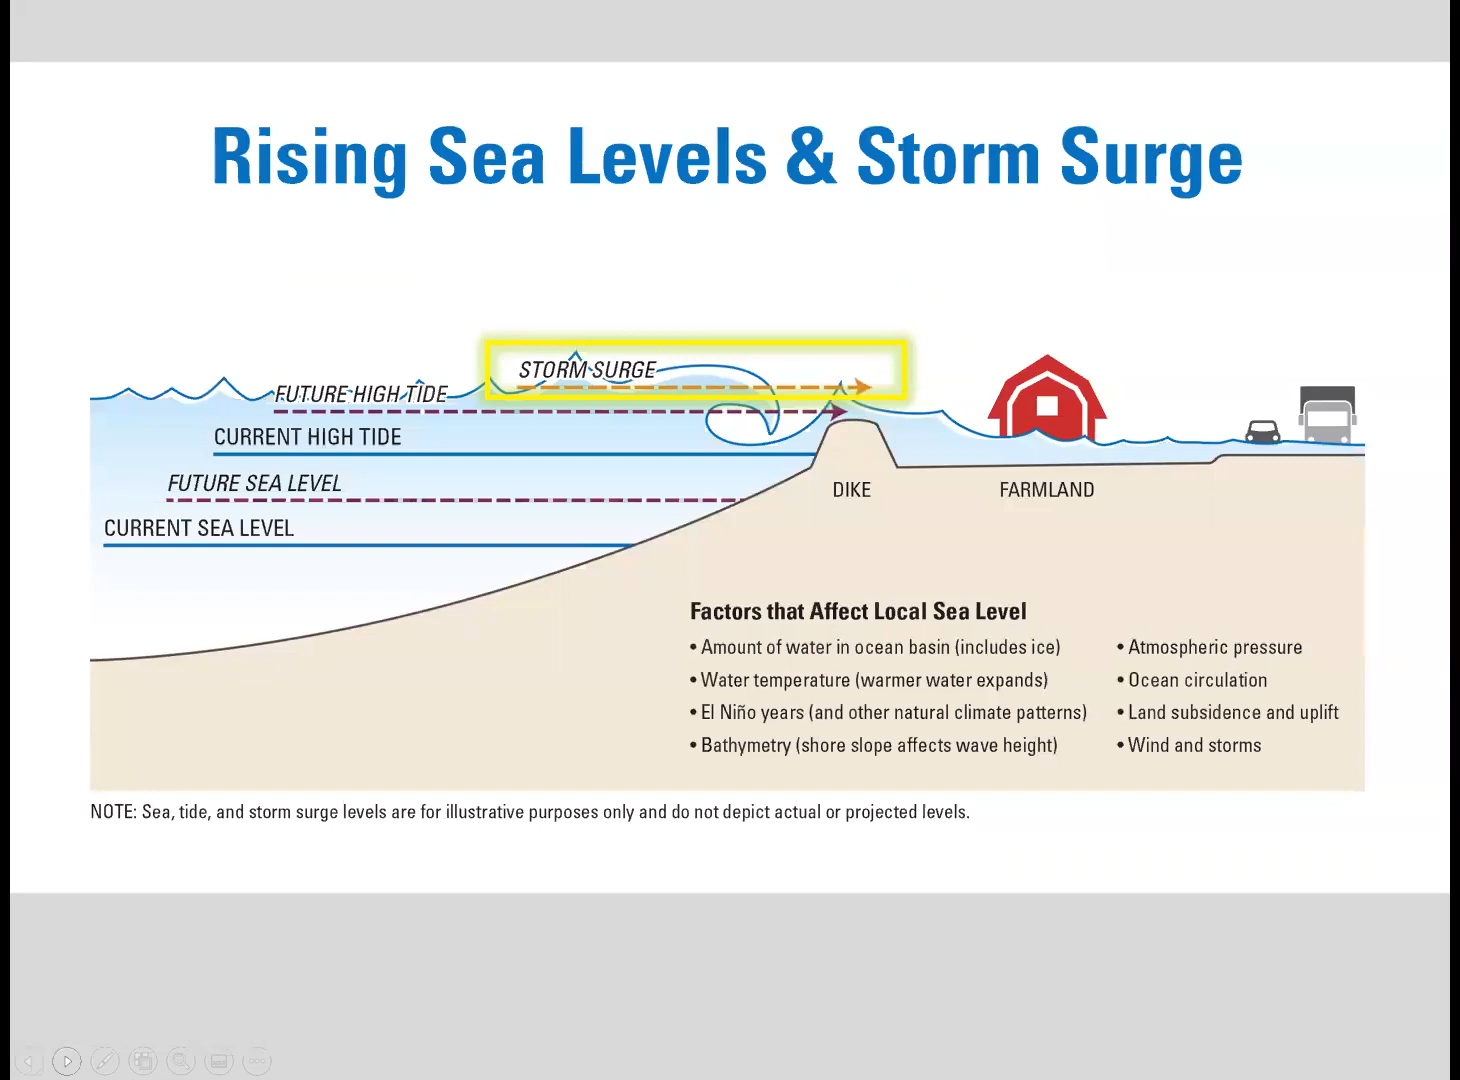 Rising Sea Levels & Storm Surge
STORM SURGE
FUTURE HIGH TIDE
CURRENT HIGH TIDE
FUTURE SEA LEVEL
CURRENT SEA LEVEL
DIKE
FARMLAND
Factors that Affect Local Sea Level
• Amount of water in ocean basin (includes ice)
• Water temperature (warmer water expands)
• El Niño years (and other natural climate patterns)
• Bathymetry (shore slope affects wave height)
• Atmospheric pressure
• Ocean circulation
• Land subsidence and uplift
• Wind and storms
NOTE: Sea, tide, and storm surge levels are for illustrative purposes only and do not depict actual or projected levels.